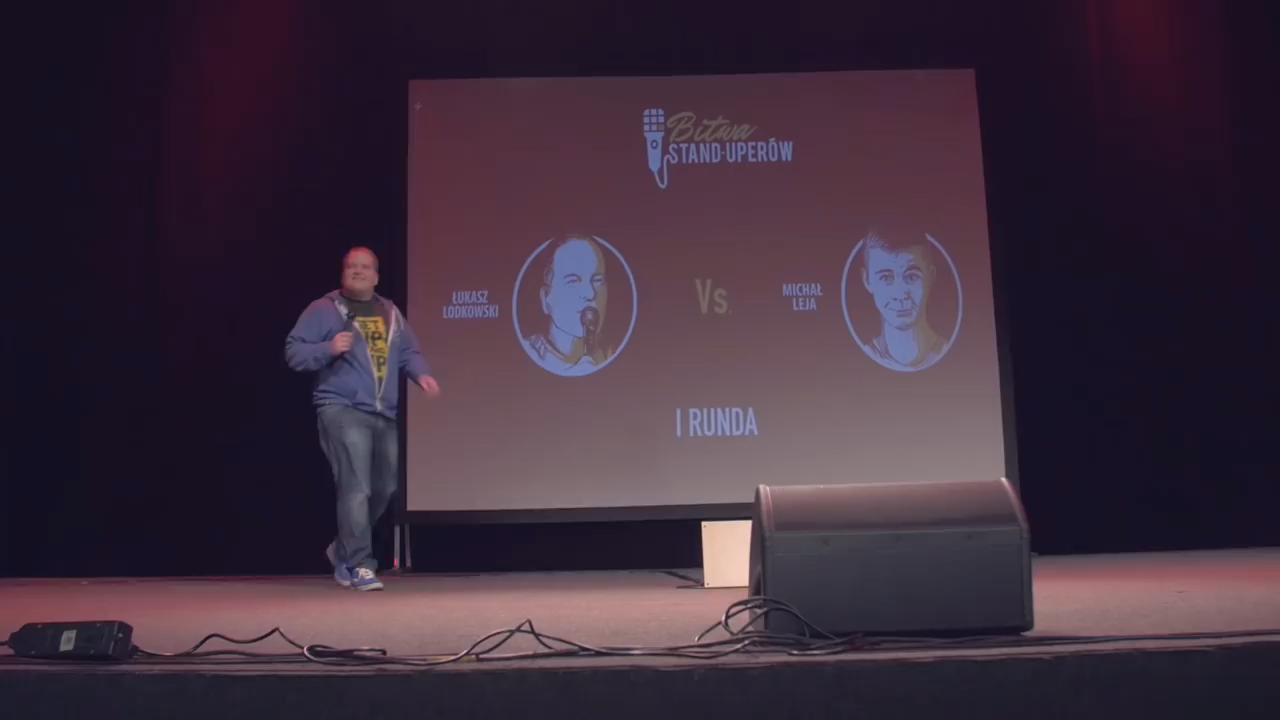 Bitwa
STAND-UPERÓW
ŁUKASZ
LODKOWSKI
Vs.
MICHAŁ
LEJA
I RUNDA